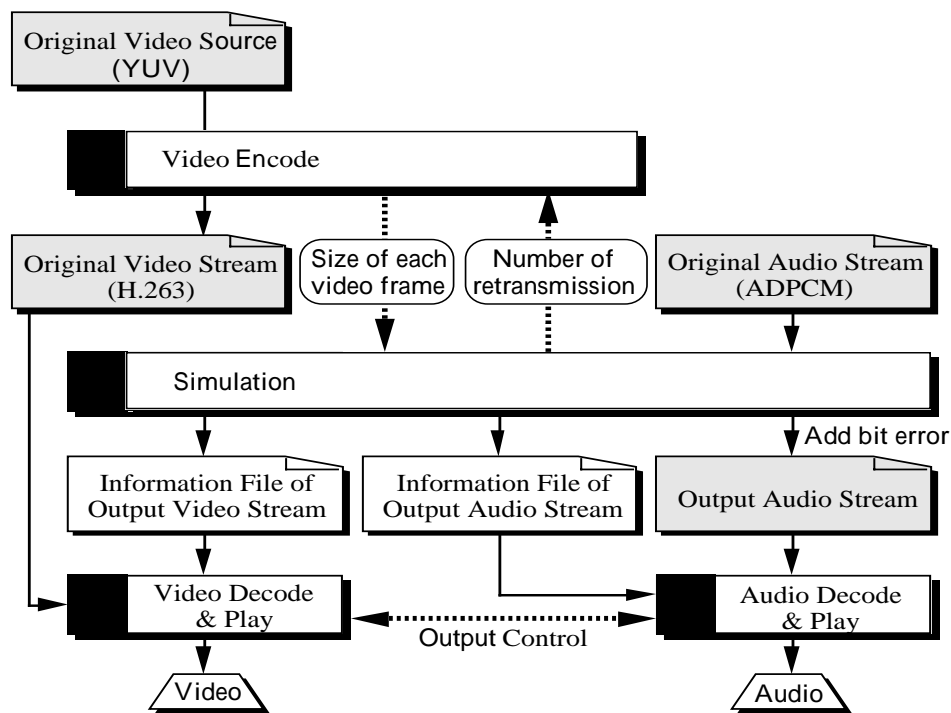 Original Video Source
(YUV)
Video Encode
Original Video Stream
(H.263)
Size of each
video frame
Number of
retransmission
Original Audio Stream
(ADPCM)
Simulation
Add bit error
Information File of
Output Video Stream
Information File of
Output Audio Stream
Output Audio Stream
Video Decode
& Play
Output Control
Audio Decode
& Play
Video
Audio